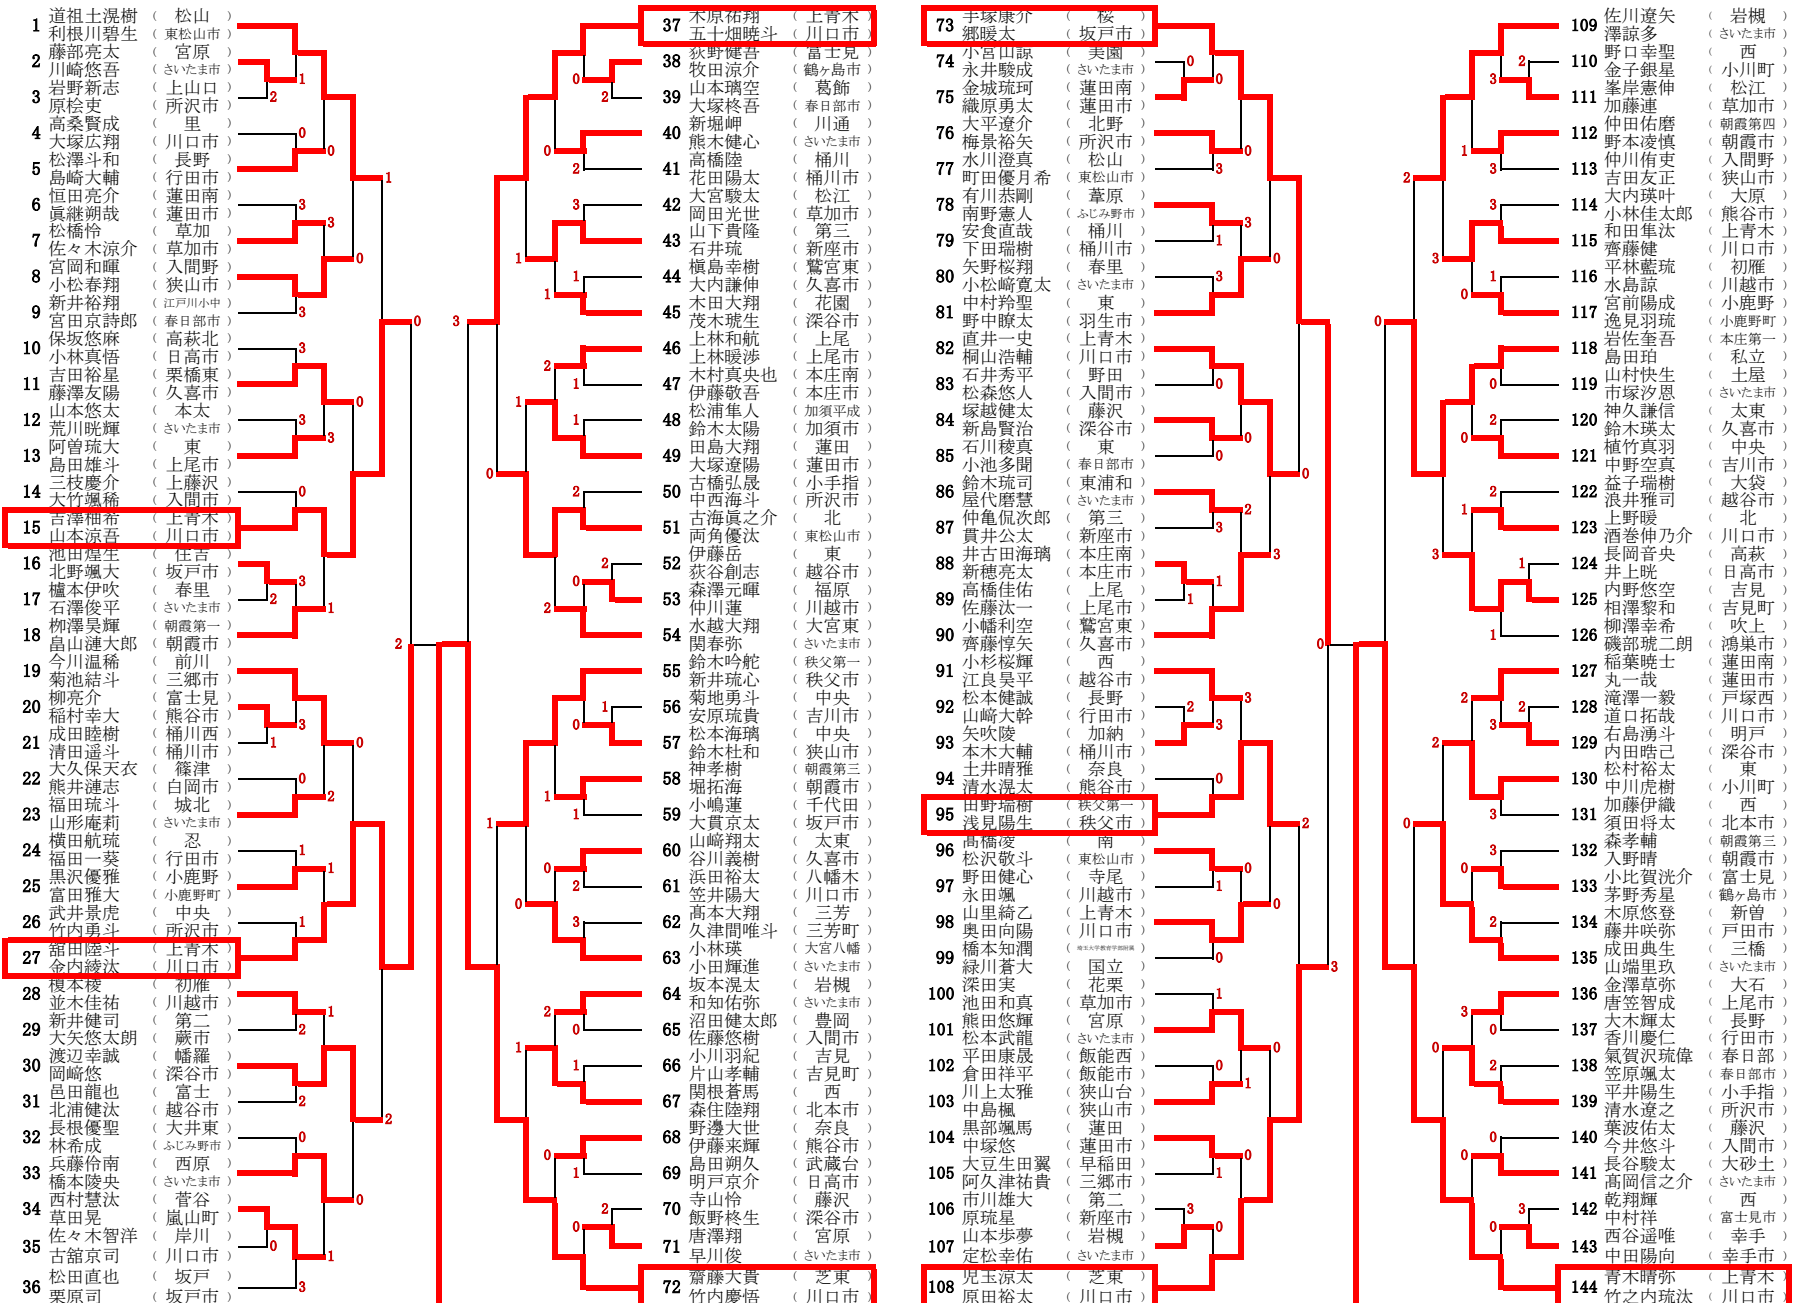 1 道祖土滉樹 （ 松山 ）
利根川碧生 （ 東松山市 ）
2 藤部亮太 （ 宮原 ）
川崎悠吾 （ さいたま市 ）
3 岩野新志 （ 上山口 ）
原桧吏 （ 所沢市 ）
4 高桑賢成 （ 里 ）
大塚広翔 （ 川口市 ）
5 松澤斗和 （ 長野 ）
島崎大輔 （ 行田市 ）
6 恒田亮介 （ 蓮田南 ）
眞継朔哉 （ 蓮田市 ）
7 松橋怜 （ 草加 ）
佐々木涼介 （ 草加市 ）
8 宮岡和暉 （ 入間野 ）
小松春翔 （ 狭山市 ）
9 新井裕翔 （ 江戸川小中 ）
宮田京詩郎 （ 春日部市 ）
10 保坂悠麻 （ 高萩北 ）
小林真悟 （ 日高市 ）
11 吉田裕星 （ 栗橋東 ）
藤澤友陽 （ 久喜市 ）
12 山本悠太 （ 本太 ）
荒川晄輝 （ さいたま市 ）
13 阿曽琉大 （ 東 ）
島田雄斗 （ 上尾市 ）
14 三枝慶介 （ 上藤沢 ）
大竹颯稀 （ 入間市 ）
15 吉澤柚希 （ 上青木 ）
山本涼吾 （ 川口市 ）
16 池田煌生 （ 住吉 ）
北野颯大 （ 坂戸市 ）
17 櫨本伊吹 （ 春里 ）
石澤俊平 （ さいたま市 ）
18 栁澤昊輝 （ 朝霞第一 ）
畠山漣大郎 （ 朝霞市 ）
19 今川温稀 （ 前川 ）
菊池結斗 （ 三郷市 ）
20 柳亮介 （ 富士見 ）
稲村幸大 （ 熊谷市 ）
21 成田睦樹 （ 桶川西 ）
清田遥斗 （ 桶川市 ）
22 大久保天衣 （ 篠津 ）
熊井漣志 （ 白岡市 ）
23 福田琉斗 （ 城北 ）
山形庵莉 （ さいたま市 ）
24 横田航琉 （ 忍 ）
福田一葵 （ 行田市 ）
25 黒沢優雅 （ 小鹿野 ）
富田雅大 （ 小鹿野町 ）
26 武井景虎 （ 中央 ）
竹内勇斗 （ 所沢市 ）
27 舘田陸斗 （ 上青木 ）
金内綾汰 （ 川口市 ）
28 榎本稜 （ 初雁 ）
並木佳祐 （ 川越市 ）
29 新井健司 （ 第二 ）
大矢悠太朗 （ 蕨市 ）
30 渡辺幸誠 （ 幡羅 ）
岡﨑悠 （ 深谷市 ）
31 邑田龍也 （ 富士 ）
北浦健汰 （ 越谷市 ）
32 長根優聖 （ 大井東 ）
林希成 （ ふじみ野市 ）
33 兵藤伶南 （ 西原 ）
橋本陵央 （ さいたま市 ）
34 西村慧汰 （ 菅谷 ）
草田晃 （ 嵐山町 ）
35 佐々木智洋 （ 岸川 ）
古舘京司 （ 川口市 ）
36 松田直也 （ 坂戸 ）
栗原司 （ 坂戸市 ）
37 木原祐翔 （ 上青木 ）
五十畑暁斗 （ 川口市 ）
38 荻野健吾 （ 富士見 ）
牧田涼介 （ 鶴ヶ島市 ）
39 山本璃空 （ 葛飾 ）
大塚柊吾 （ 春日部市 ）
40 新堀岬 （ 川通 ）
熊木健心 （ さいたま市 ）
41 高橋陸 （ 桶川 ）
花田陽太 （ 桶川市 ）
42 大宮駿太 （ 松江 ）
岡田光世 （ 草加市 ）
43 山下貴隆 （ 第三 ）
石井琉 （ 新座市 ）
44 槇島幸樹 （ 鷲宮東 ）
大内謙伸 （ 久喜市 ）
45 木田大翔 （ 花園 ）
茂木琥生 （ 深谷市 ）
46 上林和航 （ 上尾 ）
上林暖渉 （ 上尾市 ）
47 木村真央也 （ 本庄南 ）
伊藤敬吾 （ 本庄市 ）
48 松浦隼人 （ 加須平成 ）
鈴木太陽 （ 加須市 ）
49 田島大翔 （ 蓮田 ）
大塚遼陽 （ 蓮田市 ）
50 古橋弘晟 （ 小手指 ）
中西海斗 （ 所沢市 ）
51 古海眞之介 （ 北 ）
両角優汰 （ 東松山市 ）
52 伊藤岳 （ 東 ）
荻谷創志 （ 越谷市 ）
53 森澤元暉 （ 福原 ）
仲川蓮 （ 川越市 ）
54 水越大翔 （ 大宮東 ）
関春弥 （ さいたま市 ）
55 鈴木吟舵 （ 秩父第一 ）
新井琉心 （ 秩父市 ）
56 菊地勇斗 （ 中央 ）
安原琉貴 （ 吉川市 ）
57 松本海璃 （ 中央 ）
鈴木杜和 （ 狭山市 ）
58 神孝樹 （ 朝霞第三 ）
堀拓海 （ 朝霞市 ）
59 小嶋蓮 （ 千代田 ）
大貫京太 （ 坂戸市 ）
60 山﨑翔太 （ 太東 ）
谷川義樹 （ 久喜市 ）
61 浜田裕太 （ 八幡木 ）
笠井陽大 （ 川口市 ）
62 髙本大翔 （ 三芳 ）
久津間唯斗 （ 三芳町 ）
63 小林瑛 （ 大宮八幡 ）
小田輝進 （ さいたま市 ）
64 坂本滉太 （ 岩槻 ）
和知佑弥 （ さいたま市 ）
65 沼田健太郎 （ 豊岡 ）
佐藤悠樹 （ 入間市 ）
66 小川羽紀 （ 吉見 ）
片山孝輔 （ 吉見町 ）
67 関根蒼馬 （ 西 ）
森住陸翔 （ 北本市 ）
68 野邊大世 （ 奈良 ）
伊藤来輝 （ 熊谷市 ）
69 島田朔久 （ 武蔵台 ）
明戸京介 （ 日高市 ）
70 寺山怜 （ 藤沢 ）
飯野柊生 （ 深谷市 ）
71 唐澤翔 （ 宮原 ）
早川俊 （ さいたま市 ）
72 齋藤大貴 （ 芝東 ）
竹内慶悟 （ 川口市 ）
73 手塚康介 （ 桜 ）
郷暖太 （ 坂戸市 ）
74 小宮山諒 （ 美園 ）
永井駿成 （ さいたま市 ）
75 金城琉珂 （ 蓮田南 ）
織原勇太 （ 蓮田市 ）
76 大平遼介 （ 北野 ）
梅景裕矢 （ 所沢市 ）
77 水川澄真 （ 松山 ）
町田優月希 （ 東松山市 ）
78 有川恭剛 （ 葦原 ）
南野憲人 （ ふじみ野市 ）
79 安食直哉 （ 桶川 ）
下田瑞樹 （ 桶川市 ）
80 矢野桜翔 （ 春里 ）
小松﨑寛太 （ さいたま市 ）
81 中村羚聖 （ 東 ）
野中瞭太 （ 羽生市 ）
82 直井一史 （ 上青木 ）
桐山浩輔 （ 川口市 ）
83 石井秀平 （ 野田 ）
松森悠人 （ 入間市 ）
84 塚越健太 （ 藤沢 ）
新島賢治 （ 深谷市 ）
85 石川稜真 （ 東 ）
小池多聞 （ 春日部市 ）
86 鈴木琉司 （ 東浦和 ）
屋代磨慧 （ さいたま市 ）
87 仲亀侃次郎 （ 第三 ）
貫井公太 （ 新座市 ）
88 井古田海璃 （ 本庄南 ）
新穂亮太 （ 本庄市 ）
89 高橋佳佑 （ 上尾 ）
佐藤汰一 （ 上尾市 ）
90 小幡利空 （ 鷲宮東 ）
齊藤惇矢 （ 久喜市 ）
91 小杉桜輝 （ 西 ）
江良昊平 （ 越谷市 ）
92 松本健誠 （ 長野 ）
山﨑大幹 （ 行田市 ）
93 矢吹陵 （ 加納 ）
本木大輔 （ 桶川市 ）
94 土井晴雅 （ 奈良 ）
清水滉太 （ 熊谷市 ）
95 田野瑞樹 （ 秩父第一 ）
浅見陽生 （ 秩父市 ）
96 髙橋凌 （ 南 ）
松沢敬斗 （ 東松山市 ）
97 野田健心 （ 寺尾 ）
永田颯 （ 川越市 ）
98 山里綺乙 （ 上青木 ）
奥田向陽 （ 川口市 ）
99 橋本知潤 （ 埼玉大学教育学部附属 ）
緑川蒼大 （ 国立 ）
100 深田実 （ 花栗 ）
池田和真 （ 草加市 ）
101 熊田悠輝 （ 宮原 ）
松本武龍 （ さいたま市 ）
102 平田康晟 （ 飯能西 ）
倉田祥平 （ 飯能市 ）
103 川上太雅 （ 狭山台 ）
中島楓 （ 狭山市 ）
104 黒部颯馬 （ 蓮田 ）
中塚悠 （ 蓮田市 ）
105 大豆生田翼 （ 早稲田 ）
阿久津祐貴 （ 三郷市 ）
106 市川雄大 （ 第二 ）
原琉星 （ 新座市 ）
107 山本歩夢 （ 岩槻 ）
定松幸佑 （ さいたま市 ）
108 児玉涼太 （ 芝東 ）
原田裕太 （ 川口市 ）
109 佐川遼矢 （ 岩槻 ）
澤諒多 （ さいたま市 ）
110 野口幸聖 （ 西 ）
金子銀星 （ 小川町 ）
111 峯岸憲伸 （ 松江 ）
加藤連 （ 草加市 ）
112 仲田佑磨 （ 朝霞第四 ）
野本凌慎 （ 朝霞市 ）
113 仲川侑吏 （ 入間野 ）
吉田友正 （ 狭山市 ）
114 大内瑛叶 （ 大原 ）
小林佳太郎 （ 熊谷市 ）
115 和田隼汰 （ 上青木 ）
齊藤健 （ 川口市 ）
116 平林藍琉 （ 初雁 ）
水島諒 （ 川越市 ）
117 宮前陽成 （ 小鹿野 ）
逸見羽琉 （ 小鹿野町 ）
118 岩佐奎吾 （ 本庄第一 ）
島田珀 （ 私立 ）
119 山村快生 （ 土屋 ）
市塚汐恩 （ さいたま市 ）
120 神久謙信 （ 太東 ）
鈴木瑛太 （ 久喜市 ）
121 植竹真羽 （ 中央 ）
中野空真 （ 吉川市 ）
122 益子瑞樹 （ 大袋 ）
浪井雅司 （ 越谷市 ）
123 上野暖 （ 北 ）
酒巻伸乃介 （ 川口市 ）
124 長岡音央 （ 高萩 ）
井上晄 （ 日高市 ）
125 内野悠空 （ 吉見 ）
相澤黎和 （ 吉見町 ）
126 柳澤幸希 （ 吹上 ）
磯部琥二朗 （ 鴻巣市 ）
127 稲葉暁士 （ 蓮田南 ）
丸一哉 （ 蓮田市 ）
128 滝澤一毅 （ 戸塚西 ）
道口拓哉 （ 川口市 ）
129 右島湧斗 （ 明戸 ）
内田晧己 （ 深谷市 ）
130 松村裕太 （ 東 ）
中川虎樹 （ 小川町 ）
131 加藤伊織 （ 西 ）
須田将太 （ 北本市 ）
132 森孝輔 （ 朝霞第三 ）
入野晴 （ 朝霞市 ）
133 小比賀洸介 （ 富士見 ）
茅野秀星 （ 鶴ヶ島市 ）
134 木原悠登 （ 新曽 ）
藤井咲弥 （ 戸田市 ）
135 成田典生 （ 三橋 ）
山端里玖 （ さいたま市 ）
136 金澤草弥 （ 大石 ）
唐笠智成 （ 上尾市 ）
137 大木輝太 （ 長野 ）
香川慶仁 （ 行田市 ）
138 氣賀沢琉偉 （ 春日部 ）
笠原颯太 （ 春日部市 ）
139 平井陽生 （ 小手指 ）
清水遼之 （ 所沢市 ）
140 葉波佑太 （ 藤沢 ）
今井悠斗 （ 入間市 ）
141 長谷駿太 （ 大砂土 ）
髙岡信之介 （ さいたま市 ）
142 乾翔輝 （ 西 ）
中村祥 （ 富士見市 ）
143 西谷遥唯 （ 幸手 ）
中田陽向 （ 幸手市 ）
144 青木晴弥 （ 上青木 ）
竹之内琉汰 （ 川口市 ）